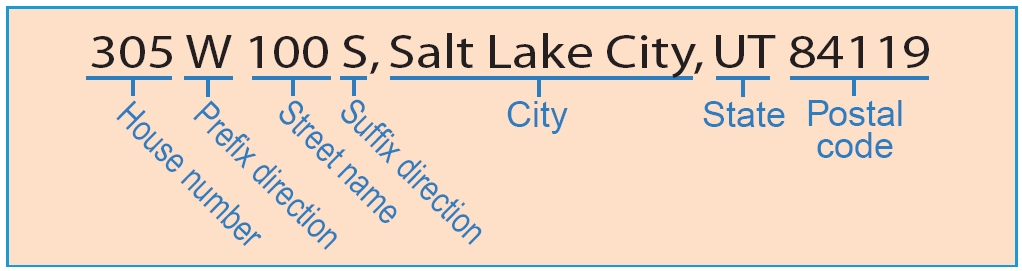 305 W 100 S, Salt Lake City, UT 84119
House number
Prefix direction
Street name
Suffix direction
City
State
Postal
code